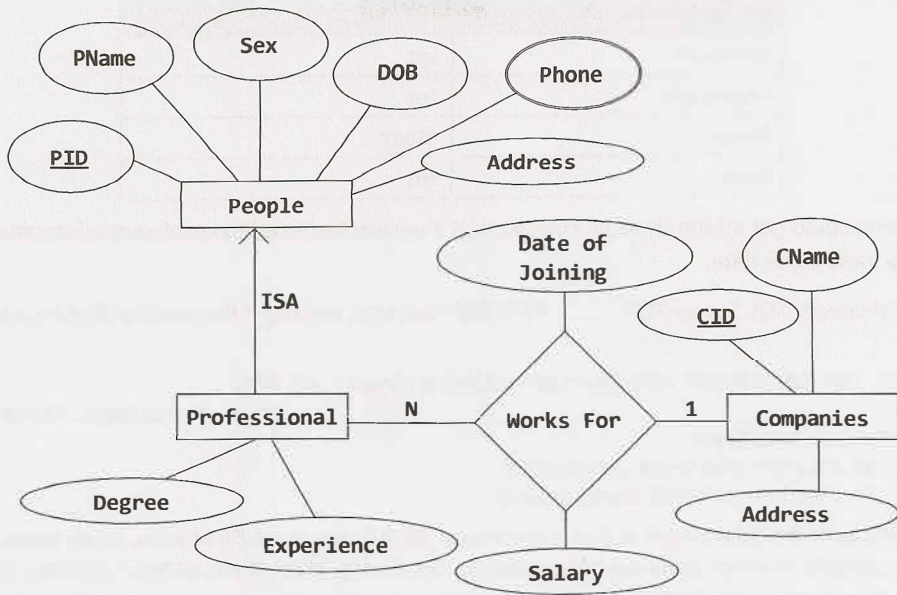 PName
Sex
DOB
Phone
PID
Address
People
Date of
Joining
CName
ISA
CID
Professional
N
Works For
1
Companies
Degree
Address
Experience
Salary